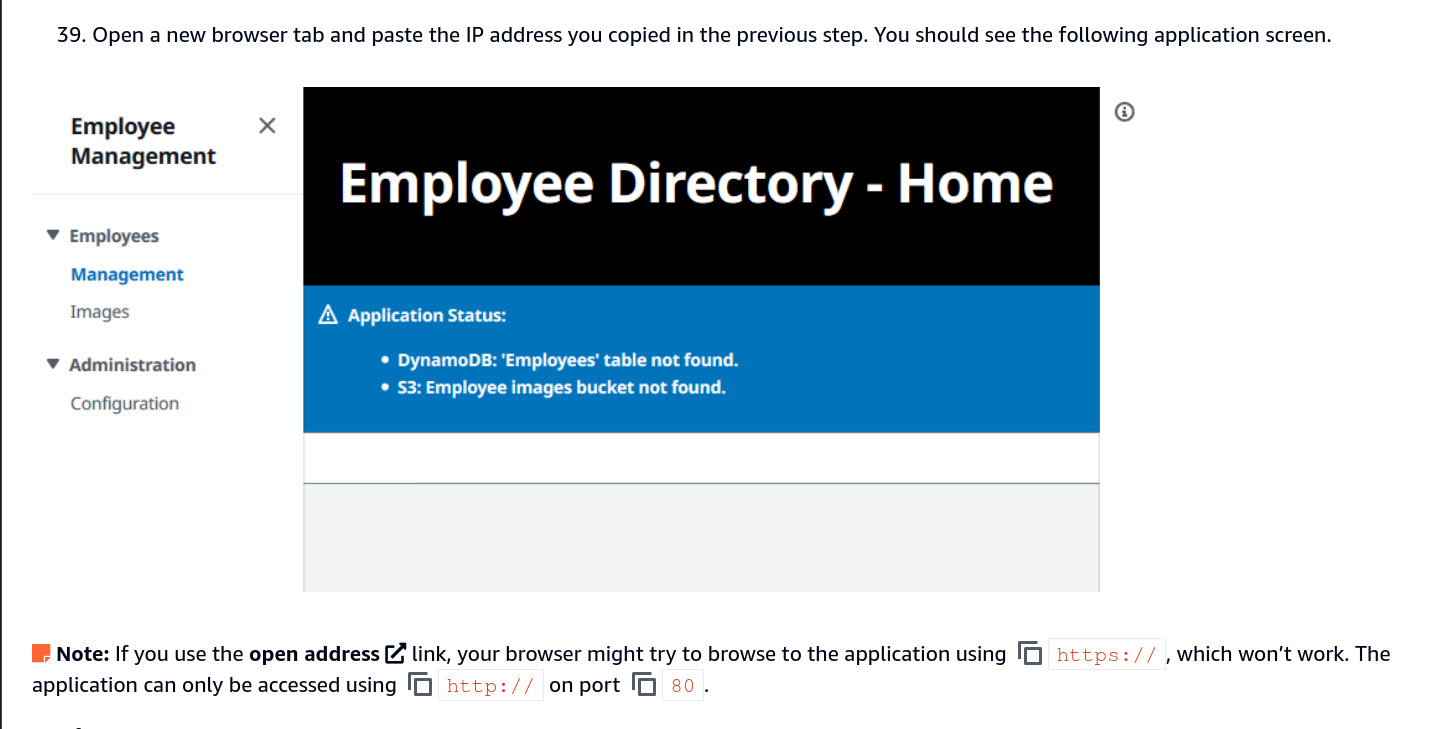 39. Open a new browser tab and paste the IP address you copied in the previous step. You should see the following application screen.
Employee
Management
Employees
Management
Images
Administration
Configuration
Employee Directory - Home
Application Status:
• DynamoDB: 'Employees' table not found.
• S3: Employee images bucket not found.
Note: If you use the open address link, your browser might try to browse to the application using https:// , which won’t work. The
application can only be accessed using http:// on port 80 .